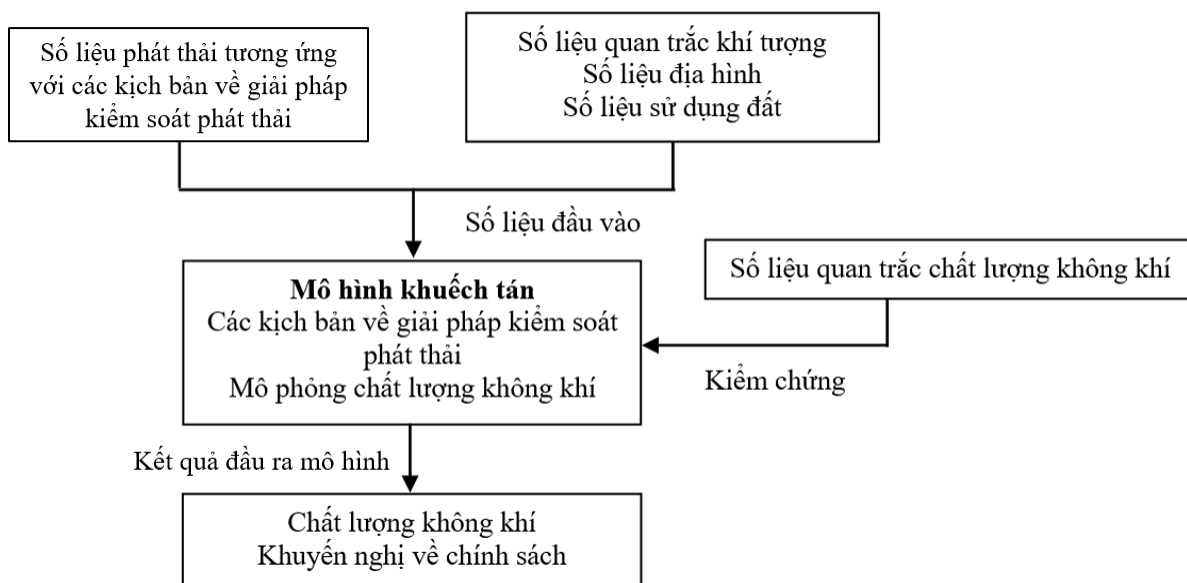 Số liệu phát thải tương ứng
với các kịch bản về giải pháp
kiểm soát phát thải
Số liệu quan trắc khí tượng
Số liệu địa hình
Số liệu sử dụng đất
Số liệu đầu vào
Số liệu quan trắc chất lượng không khí
Mô hình khuếch tán
Các kịch bản về giải pháp kiểm soát
phát thải
Mô phỏng chất lượng không khí
Kiểm chứng
Kết quả đầu ra mô hình
Chất lượng không khí
Khuyến nghị về chính sách